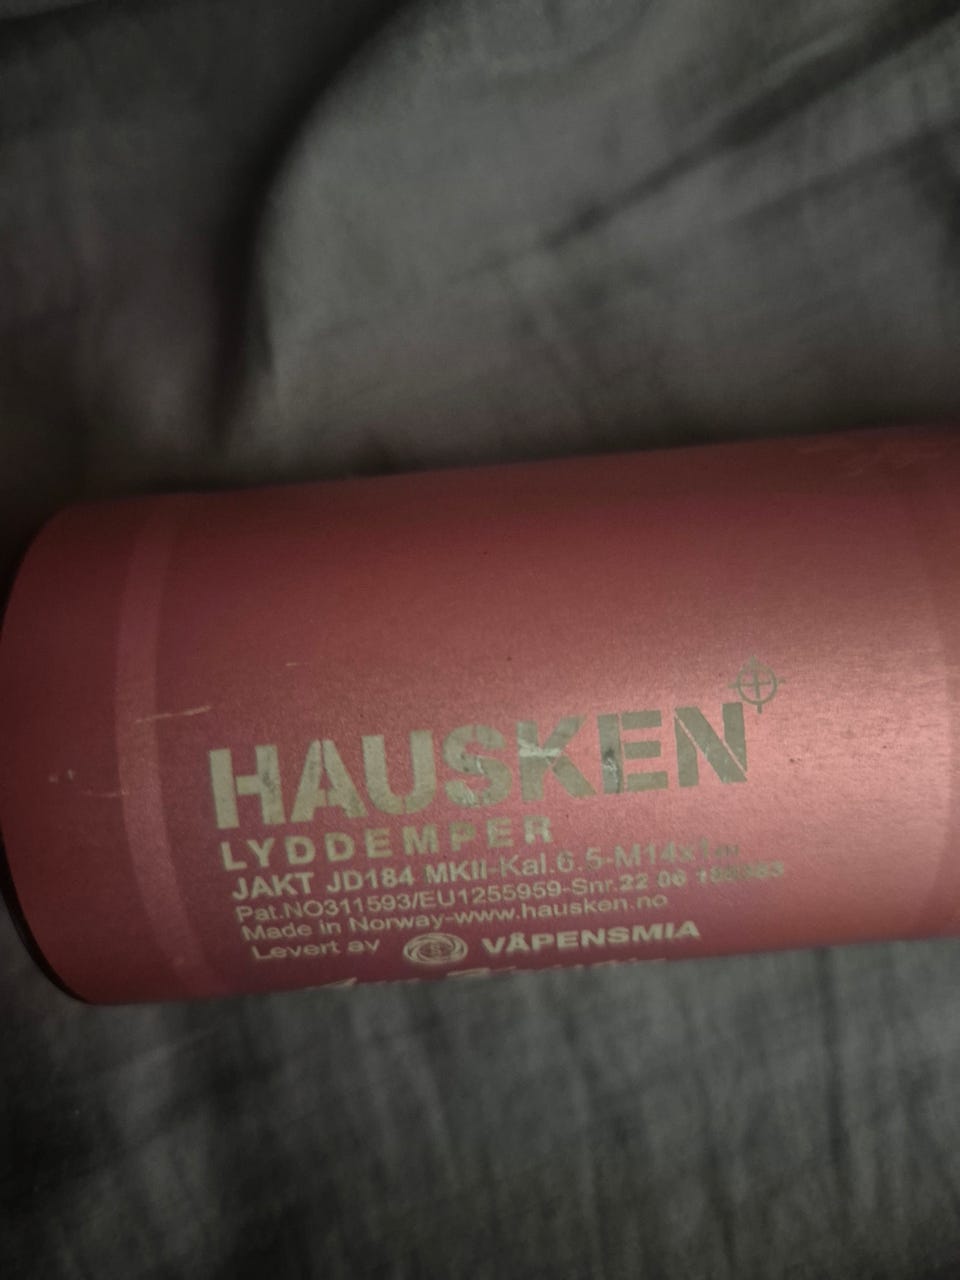 HAUSKEN
LYDDEMPER
JAKT JD184 MKII-Kal.6.5-M14x1
Pat.NO311593/EU1255959-Snr.22 06
Made in Norway-www.hausken.no
Levert av VÅPENSMIA